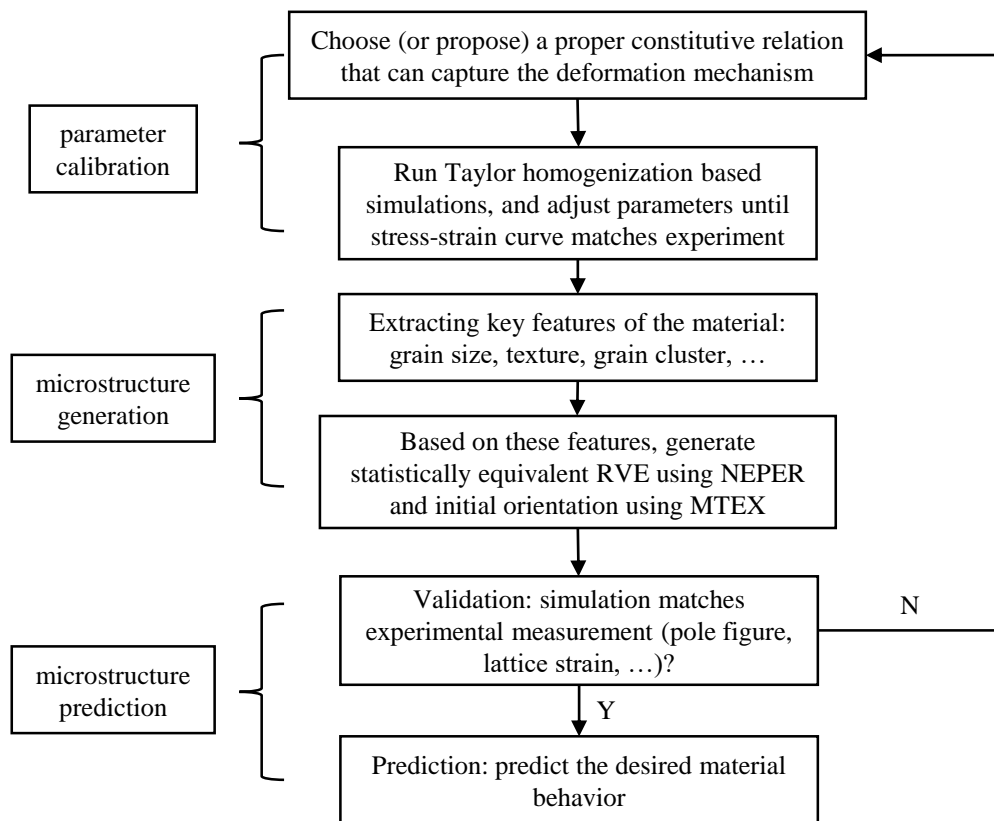 Choose (or propose) a proper constitutive relation
that can capture the deformation mechanism
parameter
calibration
Run Taylor homogenization based
simulations, and adjust parameters until
stress-strain curve matches experiment
Extracting key features of the material:
grain size, texture, grain cluster, …
microstructure
generation
Based on these features, generate
statistically equivalent RVE using NEPER
and initial orientation using MTEX
Validation: simulation matches
experimental measurement (pole figure,
lattice strain, …)?
N
microstructure
prediction
Y
Prediction: predict the desired material
behavior